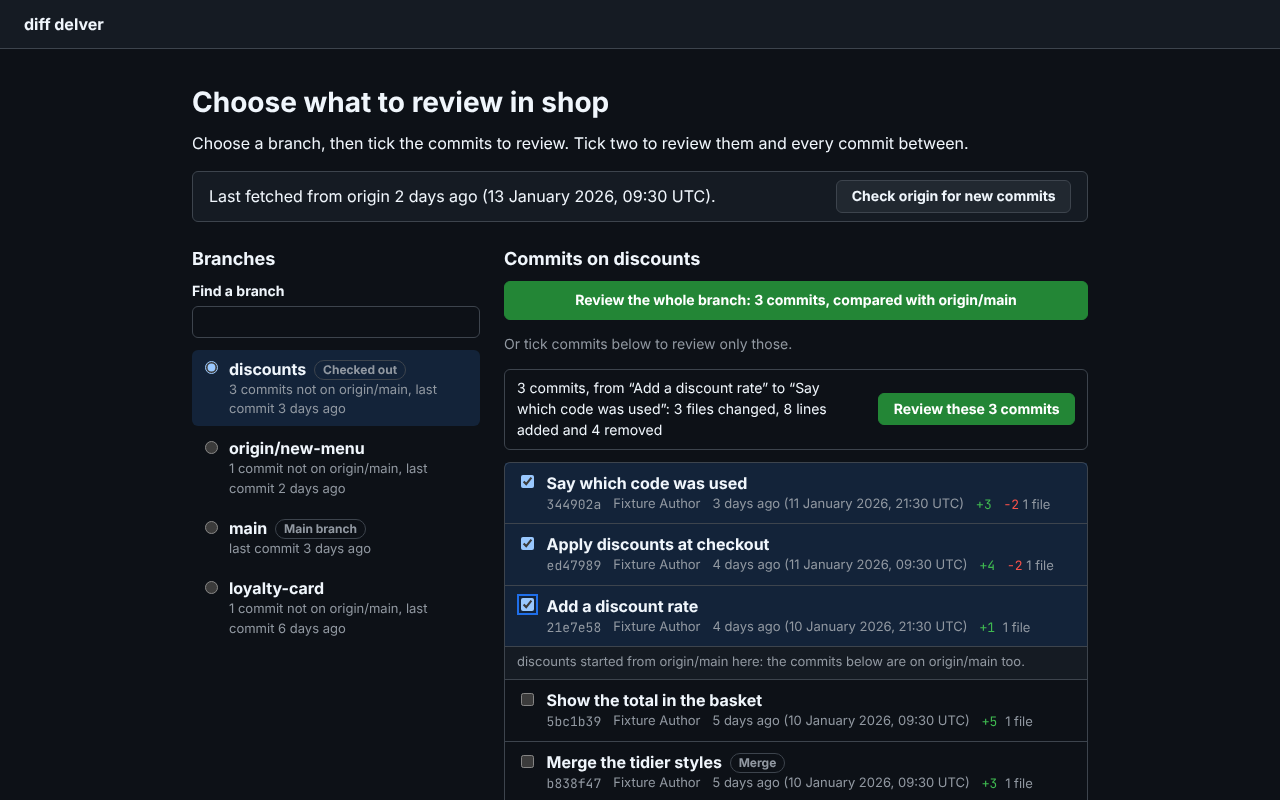 diff delver
Choose what to review in shop
Choose a branch, then tick the commits to review. Tick two to review them and every commit between.
Last fetched from origin 2 days ago (13 January 2026, 09:30 UTC).
Check origin for new commits
Branches
Find a branch
discounts Checked out
3 commits not on origin/main, last
commit 3 days ago
origin/new-menu
1 commit not on origin/main, last
commit 2 days ago
main Main branch
last commit 3 days ago
loyalty-card
1 commit not on origin/main, last
commit 6 days ago
Commits on discounts
Review the whole branch: 3 commits, compared with origin/main
Or tick commits below to review only those.
3 commits, from “Add a discount rate” to “Say
which code was used”: 3 files changed, 8 lines
added and 4 removed
Review these 3 commits
Say which code was used
344902a Fixture Author 3 days ago (11 January 2026, 21:30 UTC) +3 -2 1 file
Apply discounts at checkout
ed47989 Fixture Author 4 days ago (11 January 2026, 09:30 UTC) +4 -2 1 file
Add a discount rate
21e7e58 Fixture Author 4 days ago (10 January 2026, 21:30 UTC) +1 1 file
discounts started from origin/main here: the commits below are on origin/main too.
Show the total in the basket
5bc1b39 Fixture Author 5 days ago (10 January 2026, 09:30 UTC) +5 1 file
Merge the tidier styles Merge
b838f47 Fixture Author 5 days ago (10 January 2026, 09:30 UTC) +3 1 file